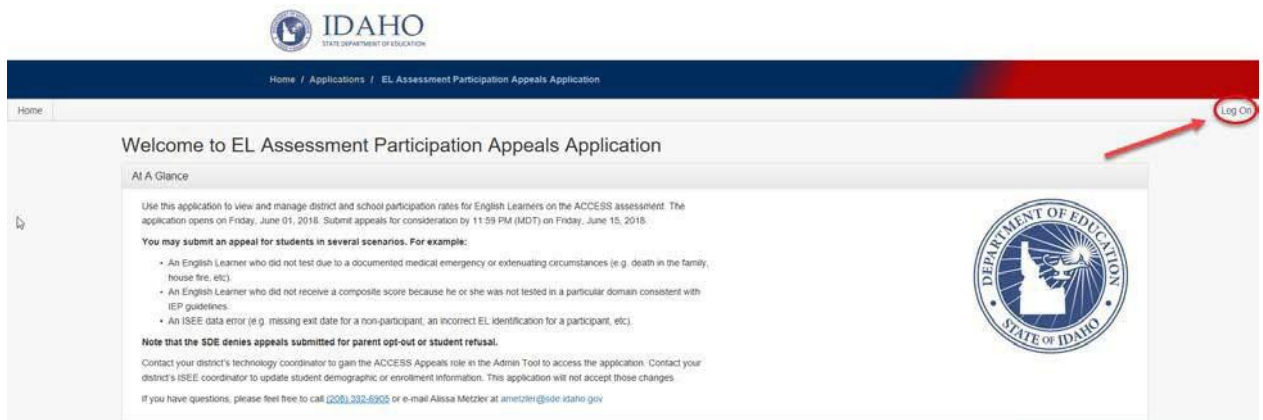 IDAHO
STATE DEPARTMENT OF EDUCATION
Home / Applications / EL Assessment Participation Appeals Application
Home
Log On
Welcome to EL Assessment Participation Appeals Application
At A Glance
Use this application to view and manage district and school participation rates for English Learners on the ACCESS assessment. The
application opens on Friday, June 01, 2018. Submit appeals for consideration by 11:59 PM (MDT) on Friday, June 15, 2018.
You may submit an appeal for students in several scenarios. For example:
• An English Learner who did not test due to a documented medical emergency or extenuating circumstances (e.g. death in the family,
house fire, etc).
• An English Learner who did not receive a composite score because he or she was not tested in a particular domain consistent with
IEP guidelines.
• An ISEE data error (e.g. missing exit date for a non-participant, an incorrect EL identification for a participant, etc).
Note that the SDE denies appeals submitted for parent opt-out or student refusal.
Contact your district's technology coordinator to gain the ACCESS Appeals role in the Admin Tool to access the application. Contact your
district's ISEE coordinator to update student demographic or enrollment information. This application will not accept those changes.
If you have questions, please feel free to call (208) 332-6905 or e-mail Alissa Metzler at ametzler@sde.idaho.gov
DEPARTMENT OF EDUCATION
STATE OF IDAHO